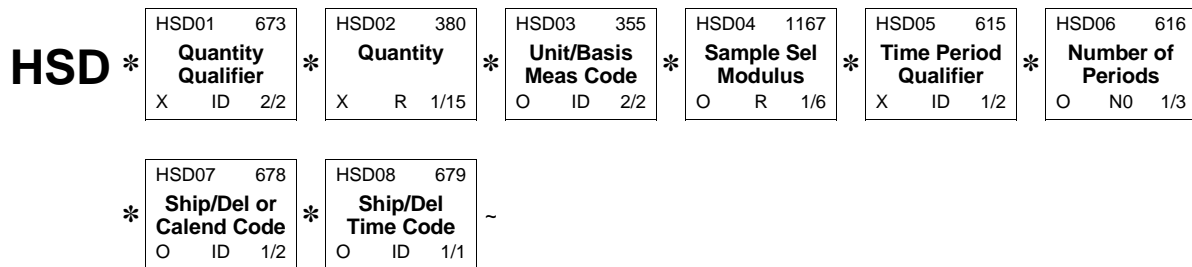 HSD * HSD01 673 * HSD02 380 * HSD03 355 * HSD04 1167 * HSD05 615 * HSD06 616
Quantity Qualifier Quantity Unit/Basis Meas Code Sample Sel Modulus Time Period Qualifier Number of Periods
X ID 2/2 X R 1/15 O ID 2/2 O R 1/6 X ID 1/2 O N0 1/3
* HSD07 678 * HSD08 679 ~
Ship/Del or Calend Code Ship/Del Time Code
O ID 1/2 O ID 1/1